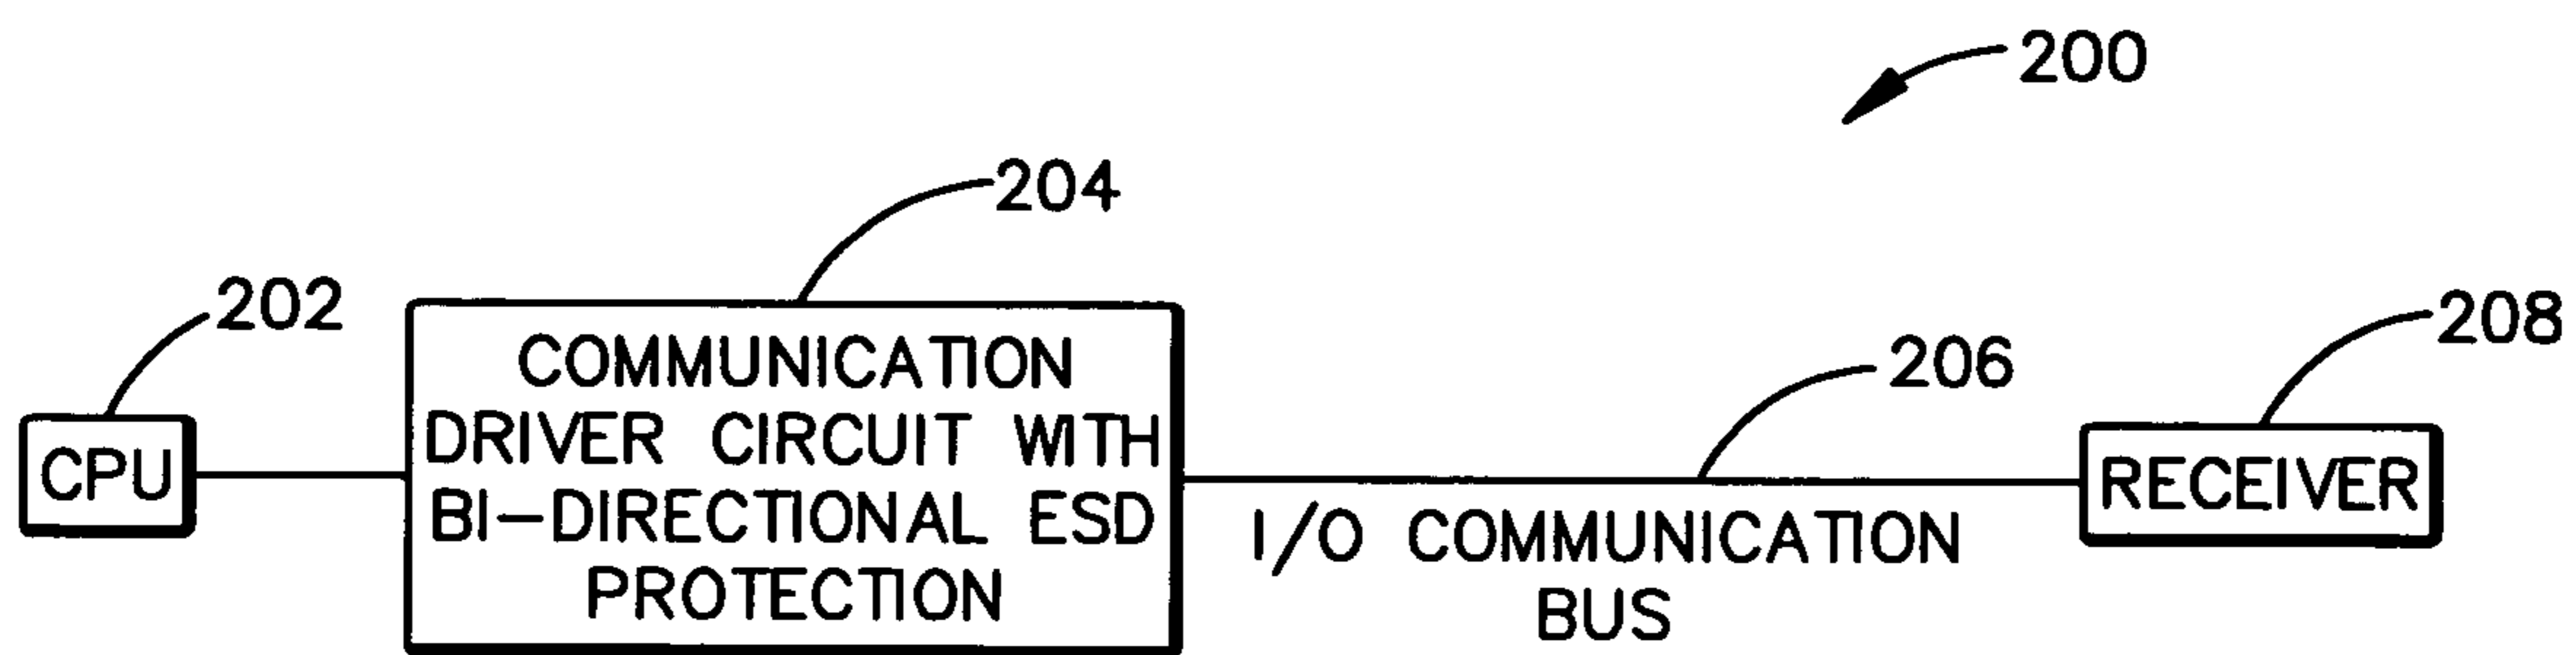 200
204
202
208
206
CPU
COMMUNICATION
DRIVER CIRCUIT WITH
BI-DIRECTIONAL ESD
PROTECTION
I/O COMMUNICATION
BUS
RECEIVER